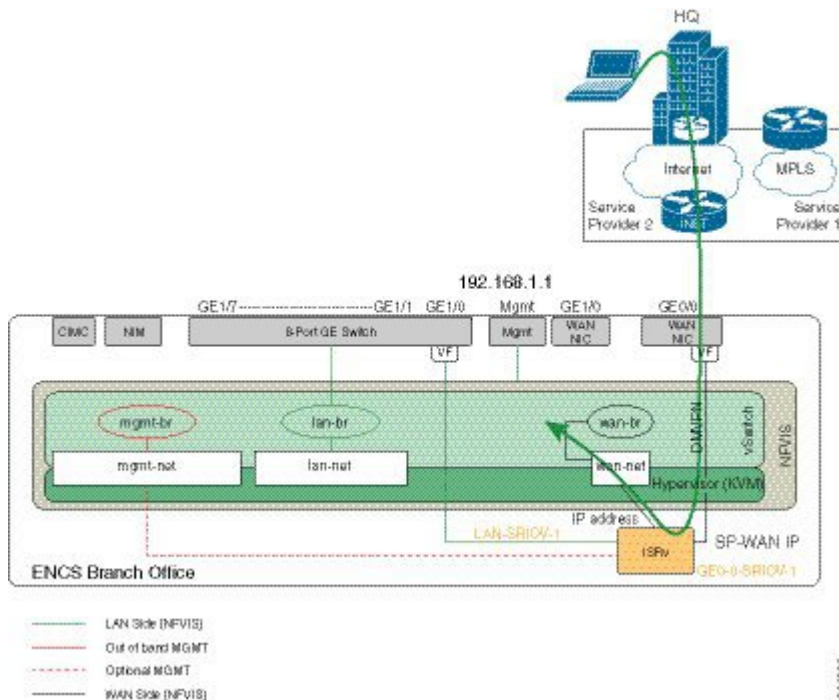 HQ
Internet
MPLS
Service
Provider 2
INET
Service
Provider 1
192.168.1.1
GE1/7
GE1/1
GE1/0
Mgmt
GE1/0
GE0/0
CIMC
NIM
8-Port GE Switch
Mgmt
WAN
NIC
WAN
NIC
VF
VF
mgmt-br
lan-br
wan-br
DMVPN
vSwitch
NFVIS
mgmt-net
lan-net
wan-net
Hypervisor (KVM)
IP address
LAN-SRIOV-1
ISRv
SP-WAN IP
GE0-0-SRIOV-1
ENCS Branch Office
LAN Side (NFVIS)
Out of band MGMT
Optional MGMT
WAN Side (NFVIS)